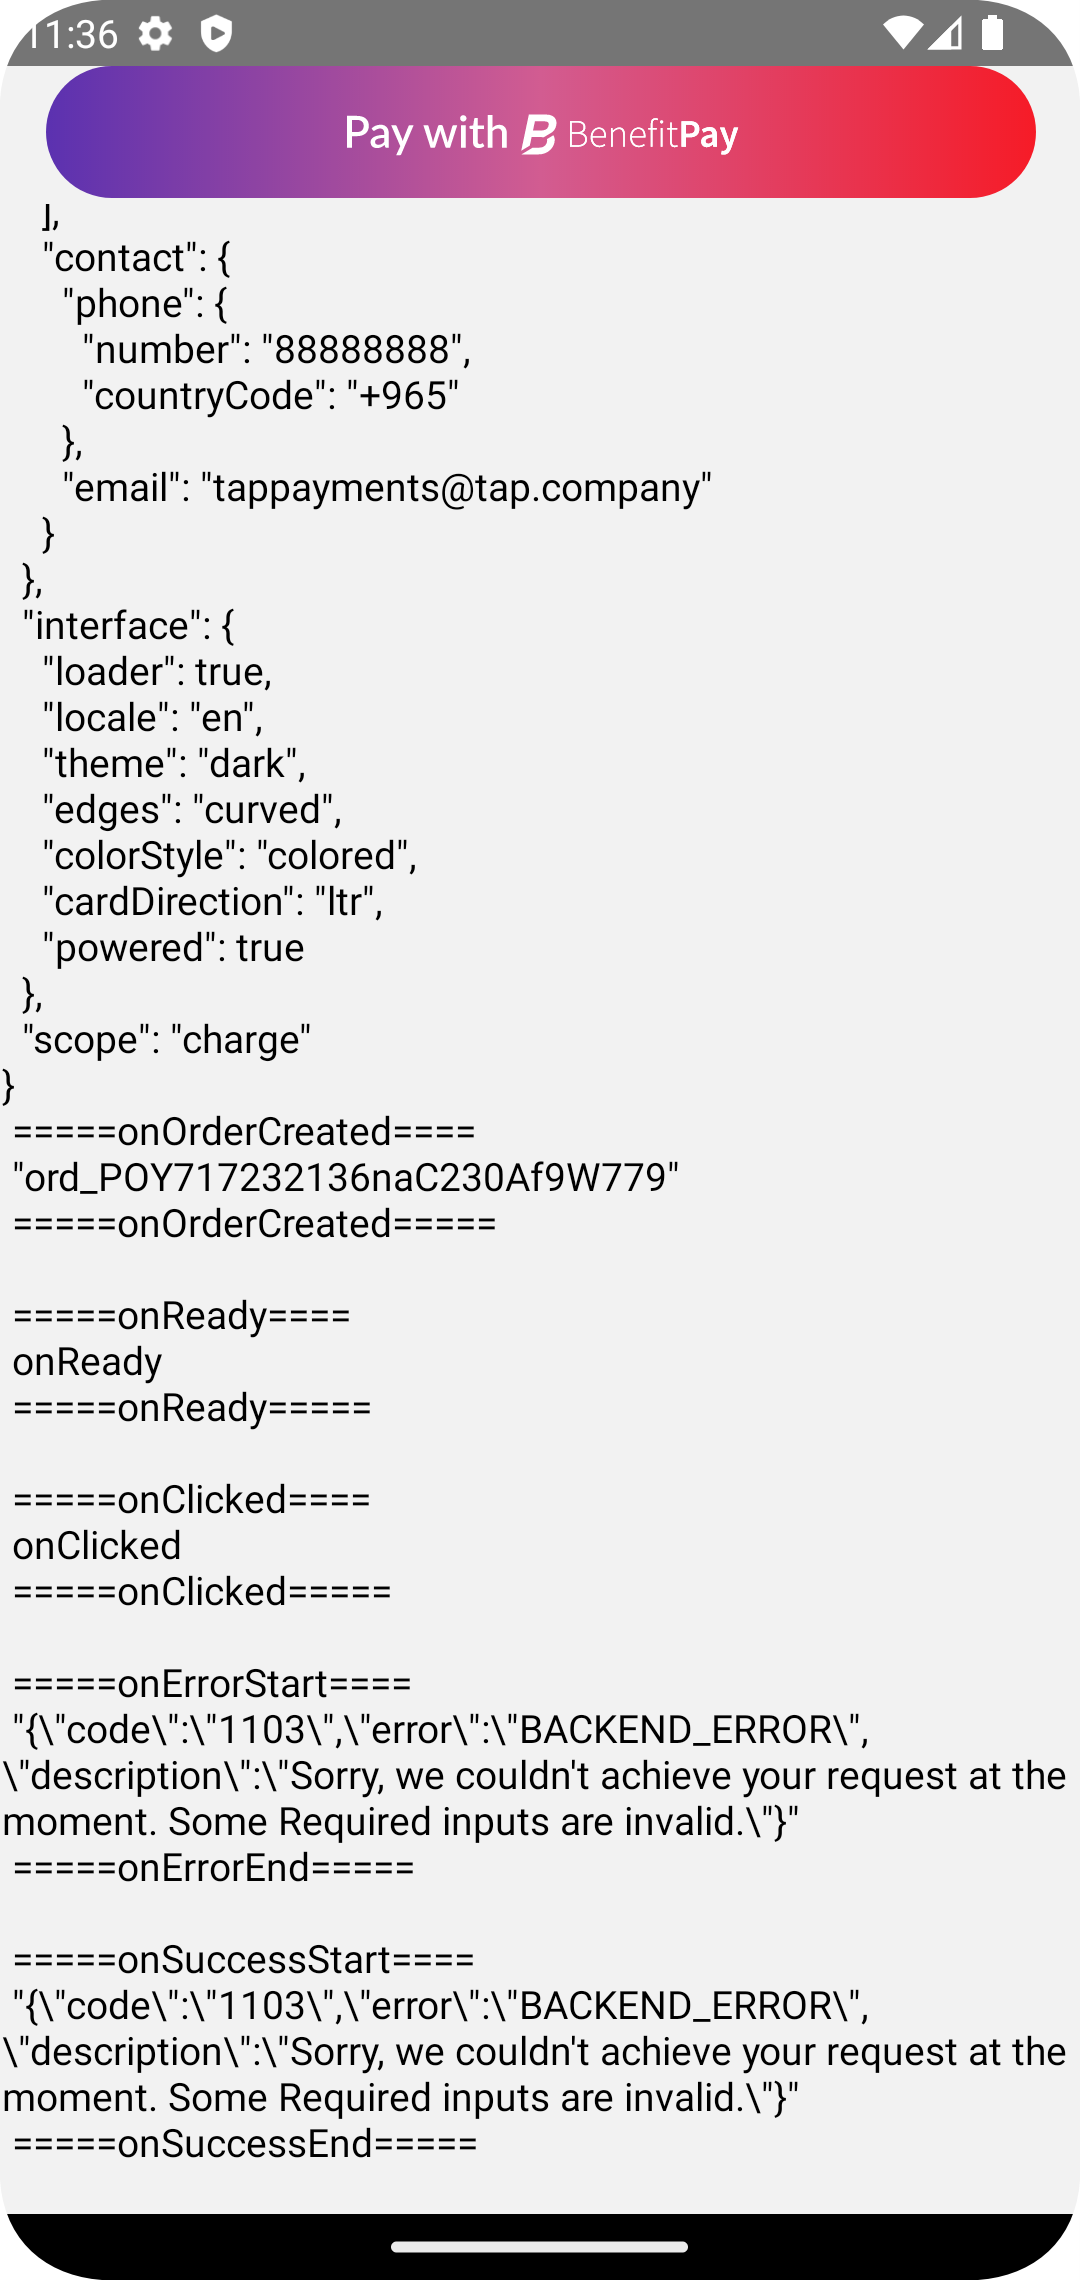 11:36
Pay with B BenefitPay
],
"contact": {
"phone": {
"number": "88888888",
"countryCode": "+965"
},
"email": "tappayments@tap.company"
}
},
"interface": {
"loader": true,
"locale": "en",
"theme": "dark",
"edges": "curved",
"colorStyle": "colored",
"cardDirection": "ltr",
"powered": true
},
"scope": "charge"
}
=====onOrderCreated====
"ord_POY717232136naC230Af9W779"
=====onOrderCreated=====
=====onReady====
onReady
=====onReady=====
=====onClicked====
onClicked
=====onClicked=====
=====onErrorStart====
"{\"code\":\"1103\",\"error\":\"BACKEND_ERROR\",
\"description\":\"Sorry, we couldn't achieve your request at the
moment. Some Required inputs are invalid.\"}"
=====onErrorEnd=====
=====onSuccessStart====
"{\"code\":\"1103\",\"error\":\"BACKEND_ERROR\",
\"description\":\"Sorry, we couldn't achieve your request at the
moment. Some Required inputs are invalid.\"}"
=====onSuccessEnd=====